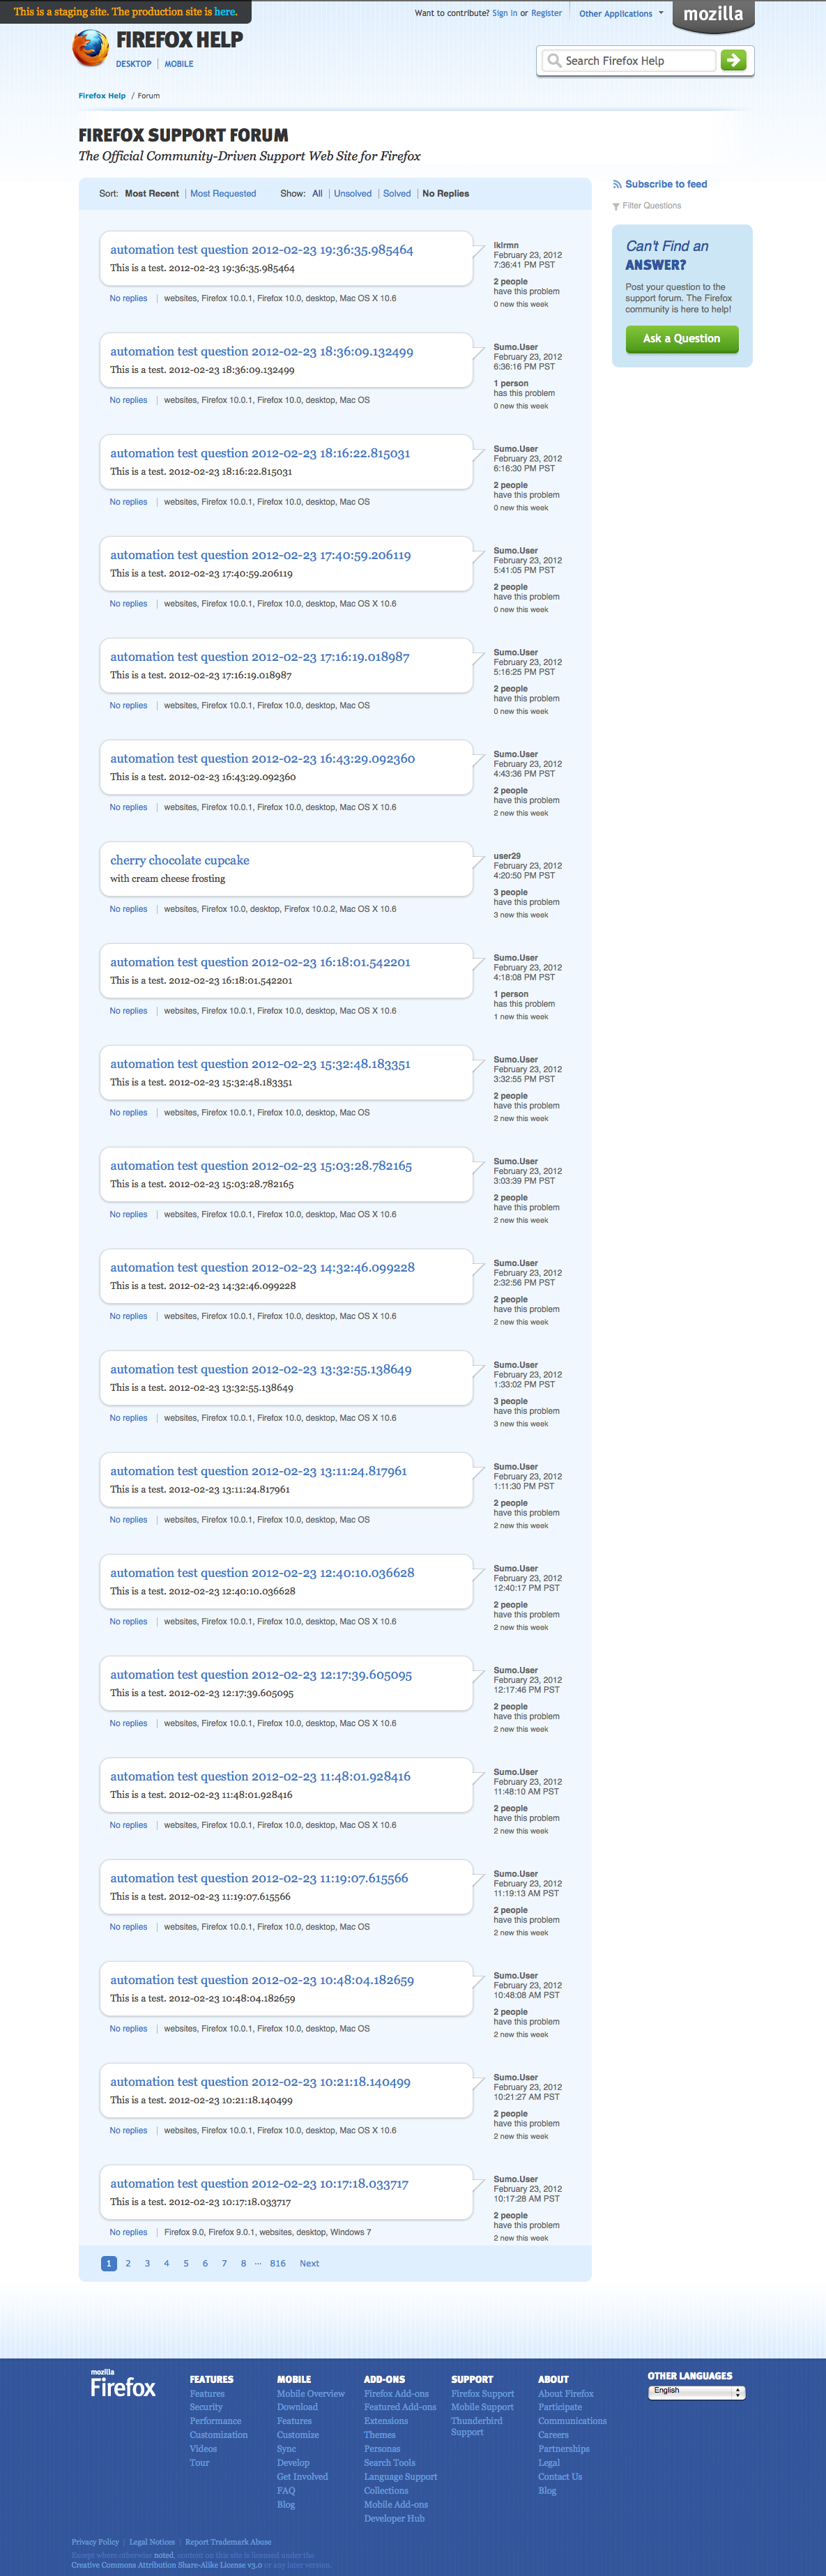 This is a staging site. The production site is here.
Want to contribute? Sign In or Register
Other Applications
mozilla
FIREFOX HELP
DESKTOP | MOBILE
Search Firefox Help
Firefox Help / Forum
FIREFOX SUPPORT FORUM
The Official Community-Driven Support Web Site for Firefox
Sort: Most Recent | Most Requested Show: All | Unsolved | Solved | No Replies
Subscribe to feed
Filter Questions
Can't Find an
ANSWER?
Post your question to the
support forum. The Firefox
community is here to help!
Ask a Question
automation test question 2012-02-23 19:36:35.985464
This is a test. 2012-02-23 19:36:35.985464
No replies | websites, Firefox 10.0.1, Firefox 10.0, desktop, Mac OS X 10.6
lkirmn
February 23, 2012
7:36:41 PM PST
2 people
have this problem
0 new this week
automation test question 2012-02-23 18:36:09.132499
This is a test. 2012-02-23 18:36:09.132499
No replies | websites, Firefox 10.0.1, Firefox 10.0, desktop, Mac OS
Sumo.User
February 23, 2012
6:36:16 PM PST
1 person
has this problem
0 new this week
automation test question 2012-02-23 18:16:22.815031
This is a test. 2012-02-23 18:16:22.815031
No replies | websites, Firefox 10.0.1, Firefox 10.0, desktop, Mac OS
Sumo.User
February 23, 2012
6:16:30 PM PST
2 people
have this problem
0 new this week
automation test question 2012-02-23 17:40:59.206119
This is a test. 2012-02-23 17:40:59.206119
No replies | websites, Firefox 10.0.1, Firefox 10.0, desktop, Mac OS X 10.6
Sumo.User
February 23, 2012
5:41:05 PM PST
2 people
have this problem
0 new this week
automation test question 2012-02-23 17:16:19.018987
This is a test. 2012-02-23 17:16:19.018987
No replies | websites, Firefox 10.0.1, Firefox 10.0, desktop, Mac OS
Sumo.User
February 23, 2012
5:16:25 PM PST
2 people
have this problem
0 new this week
automation test question 2012-02-23 16:43:29.092360
This is a test. 2012-02-23 16:43:29.092360
No replies | websites, Firefox 10.0.1, Firefox 10.0, desktop, Mac OS X 10.6
Sumo.User
February 23, 2012
4:43:36 PM PST
2 people
have this problem
2 new this week
cherry chocolate cupcake
with cream cheese frosting
No replies | websites, Firefox 10.0, desktop, Firefox 10.0.2, Mac OS X 10.6
user29
February 23, 2012
4:20:50 PM PST
3 people
have this problem
3 new this week
automation test question 2012-02-23 16:18:01.542201
This is a test. 2012-02-23 16:18:01.542201
No replies | websites, Firefox 10.0.1, Firefox 10.0, desktop, Mac OS X 10.6
Sumo.User
February 23, 2012
4:18:08 PM PST
1 person
has this problem
1 new this week
automation test question 2012-02-23 15:32:48.183351
This is a test. 2012-02-23 15:32:48.183351
No replies | websites, Firefox 10.0.1, Firefox 10.0, desktop, Mac OS
Sumo.User
February 23, 2012
3:32:55 PM PST
2 people
have this problem
2 new this week
automation test question 2012-02-23 15:03:28.782165
This is a test. 2012-02-23 15:03:28.782165
No replies | websites, Firefox 10.0.1, Firefox 10.0, desktop, Mac OS X 10.6
Sumo.User
February 23, 2012
3:03:39 PM PST
2 people
have this problem
2 new this week
automation test question 2012-02-23 14:32:46.099228
This is a test. 2012-02-23 14:32:46.099228
No replies | websites, Firefox 10.0.1, Firefox 10.0, desktop, Mac OS X 10.6
Sumo.User
February 23, 2012
2:32:56 PM PST
2 people
have this problem
2 new this week
automation test question 2012-02-23 13:32:55.138649
This is a test. 2012-02-23 13:32:55.138649
No replies | websites, Firefox 10.0.1, Firefox 10.0, desktop, Mac OS X 10.6
Sumo.User
February 23, 2012
1:33:02 PM PST
3 people
have this problem
3 new this week
automation test question 2012-02-23 13:11:24.817961
This is a test. 2012-02-23 13:11:24.817961
No replies | websites, Firefox 10.0.1, Firefox 10.0, desktop, Mac OS
Sumo.User
February 23, 2012
1:11:30 PM PST
2 people
have this problem
2 new this week
automation test question 2012-02-23 12:40:10.036628
This is a test. 2012-02-23 12:40:10.036628
No replies | websites, Firefox 10.0.1, Firefox 10.0, desktop, Mac OS X 10.6
Sumo.User
February 23, 2012
12:40:17 PM PST
2 people
have this problem
2 new this week
automation test question 2012-02-23 12:17:39.605095
This is a test. 2012-02-23 12:17:39.605095
No replies | websites, Firefox 10.0.1, Firefox 10.0, desktop, Mac OS X 10.6
Sumo.User
February 23, 2012
12:17:46 PM PST
2 people
have this problem
2 new this week
automation test question 2012-02-23 11:48:01.928416
This is a test. 2012-02-23 11:48:01.928416
No replies | websites, Firefox 10.0.1, Firefox 10.0, desktop, Mac OS X 10.6
Sumo.User
February 23, 2012
11:48:10 AM PST
2 people
have this problem
2 new this week
automation test question 2012-02-23 11:19:07.615566
This is a test. 2012-02-23 11:19:07.615566
No replies | websites, Firefox 10.0.1, Firefox 10.0, desktop, Mac OS
Sumo.User
February 23, 2012
11:19:13 AM PST
2 people
have this problem
2 new this week
automation test question 2012-02-23 10:48:04.182659
This is a test. 2012-02-23 10:48:04.182659
No replies | websites, Firefox 10.0.1, Firefox 10.0, desktop, Mac OS
Sumo.User
February 23, 2012
10:48:08 AM PST
2 people
have this problem
2 new this week
automation test question 2012-02-23 10:21:18.140499
This is a test. 2012-02-23 10:21:18.140499
No replies | websites, Firefox 10.0.1, Firefox 10.0, desktop, Mac OS X 10.6
Sumo.User
February 23, 2012
10:21:27 AM PST
2 people
have this problem
2 new this week
automation test question 2012-02-23 10:17:18.033717
This is a test. 2012-02-23 10:17:18.033717
No replies | Firefox 9.0, Firefox 9.0.1, websites, desktop, Windows 7
Sumo.User
February 23, 2012
10:17:28 AM PST
2 people
have this problem
2 new this week
1 2 3 4 5 6 7 8 ... 816 Next
mozilla
Firefox
FEATURES
Features
Security
Performance
Customization
Videos
Tour
MOBILE
Mobile Overview
Download
Features
Customize
Sync
Develop
Get Involved
FAQ
Blog
ADD-ONS
Firefox Add-ons
Featured Add-ons
Extensions
Themes
Personas
Search Tools
Language Support
Collections
Mobile Add-ons
Developer Hub
SUPPORT
Firefox Support
Mobile Support
Thunderbird
Support
ABOUT
About Firefox
Participate
Communications
Careers
Partnerships
Legal
Contact Us
Blog
OTHER LANGUAGES
English
Privacy Policy | Legal Notices | Report Trademark Abuse
Except where otherwise noted, content on this site is licensed under the
Creative Commons Attribution Share-Alike License v3.0 or any later version.